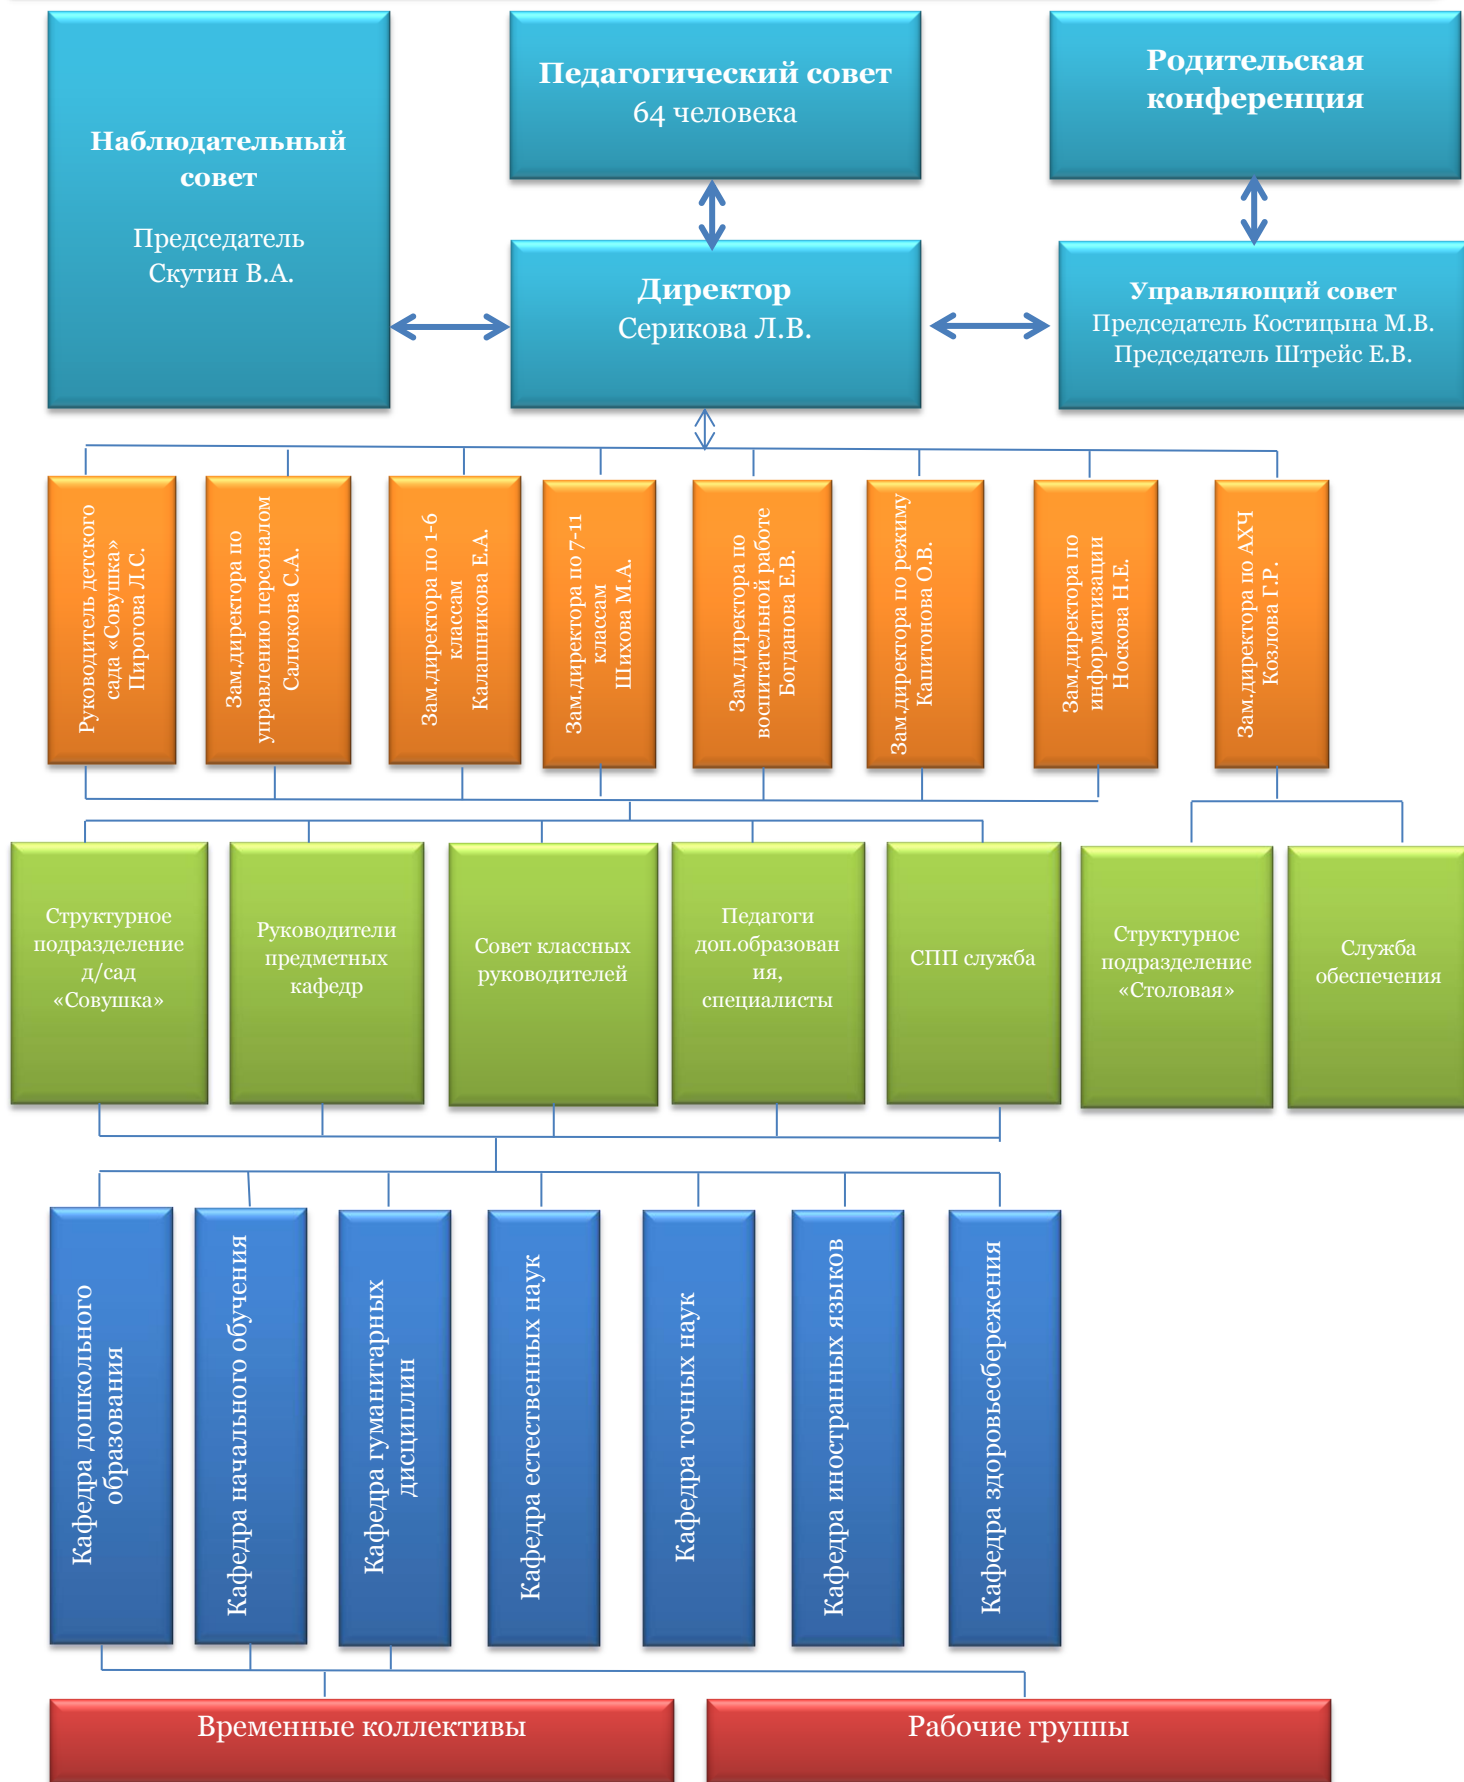 Наблюдательный
совет
Председатель
Скутин В.А.
Педагогический совет
64 человека
Родительская
конференция
Директор
Серикова Л.В.
Управляющий совет
Председатель Костицына М.В.
Председатель Штрейс Е.В.
Руководитель детского
сада «Совушка»
Пирогова Л.С.
Зам.директора по
управлению персоналом
Салюкова С.А.
Зам.директора по 1-6
классам
Калашникова Е.А.
Зам.директора по 7-11
классам
Шихова М.А.
Зам.директора по
воспитательной работе
Богданова Е.В.
Зам.директора по режиму
Капитонова О.В.
Зам.директора по
информатизации
Носкова Н.Е.
Зам.директора по АХЧ
Козлова Г.Р.
Структурное
подразделение
д/сад
«Совушка»
Руководители
предметных
кафедр
Совет классных
руководителей
Педагоги
доп.образован
ия,
специалисты
СПП служба
Структурное
подразделение
«Столовая»
Служба
обеспечения
Кафедра дошкольного
образования
Кафедра начального обучения
Кафедра гуманитарных
дисциплин
Кафедра естественных наук
Кафедра точных наук
Кафедра иностранных языков
Кафедра здоровьесбережения
Временные коллективы
Рабочие группы